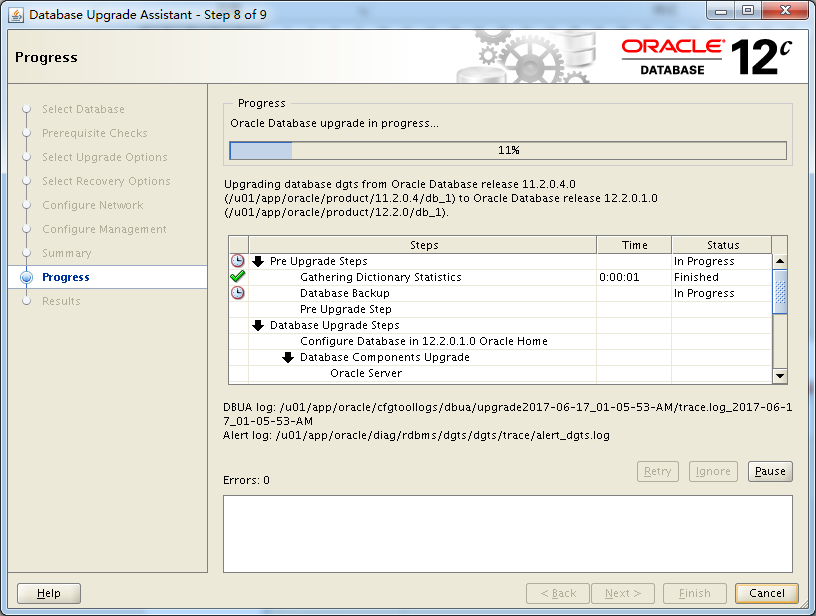 Database Upgrade Assistant - Step 8 of 9
Progress
ORACLE® 12c
DATABASE
Select Database
Prerequisite Checks
Select Upgrade Options
Select Recovery Options
Configure Network
Configure Management
Summary
Progress
Results
Progress
Oracle Database upgrade in progress...
11%
Upgrading database dgts from Oracle Database release 11.2.0.4.0
(/u01/app/oracle/product/11.2.0.4/db_1) to Oracle Database release 12.2.0.1.0
(/u01/app/oracle/product/12.2.0/db_1).
Steps Time Status
Pre Upgrade Steps In Progress
Gathering Dictionary Statistics 0:00:01 Finished
Database Backup In Progress
Pre Upgrade Step
Database Upgrade Steps
Configure Database in 12.2.0.1.0 Oracle Home
Database Components Upgrade
Oracle Server
DBUA log: /u01/app/oracle/cfgtoollogs/dbua/upgrade2017-06-17_01-05-53-AM/trace.log_2017-06-1
7_01-05-53-AM
Alert log: /u01/app/oracle/diag/rdbms/dgts/dgts/trace/alert_dgts.log
Retry Ignore Pause
Errors: 0
Help < Back Next > Finish Cancel